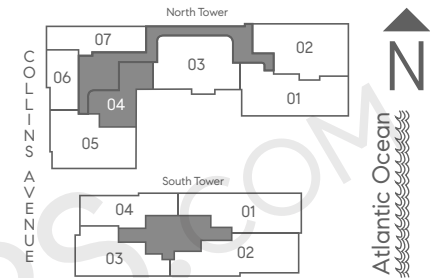 North Tower
07
02
03
06
04
01
05
COLLINS AVENUE
N
Atlantic Ocean
South Tower
04
01
03
02
.COM